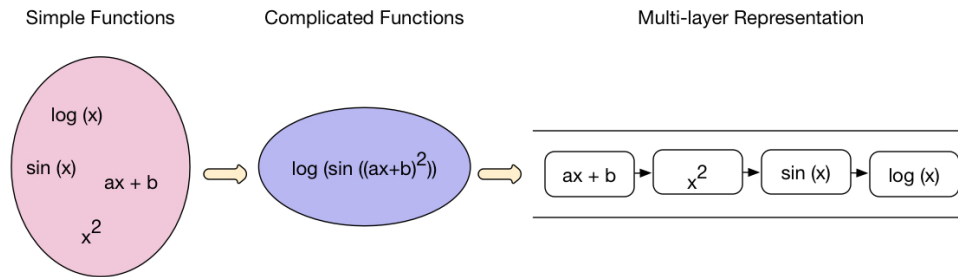 Simple Functions
Complicated Functions
Multi-layer Representation
log (x)
sin (x)
ax + b
x²
log (sin ((ax+b)²))
ax + b
x²
sin (x)
log (x)